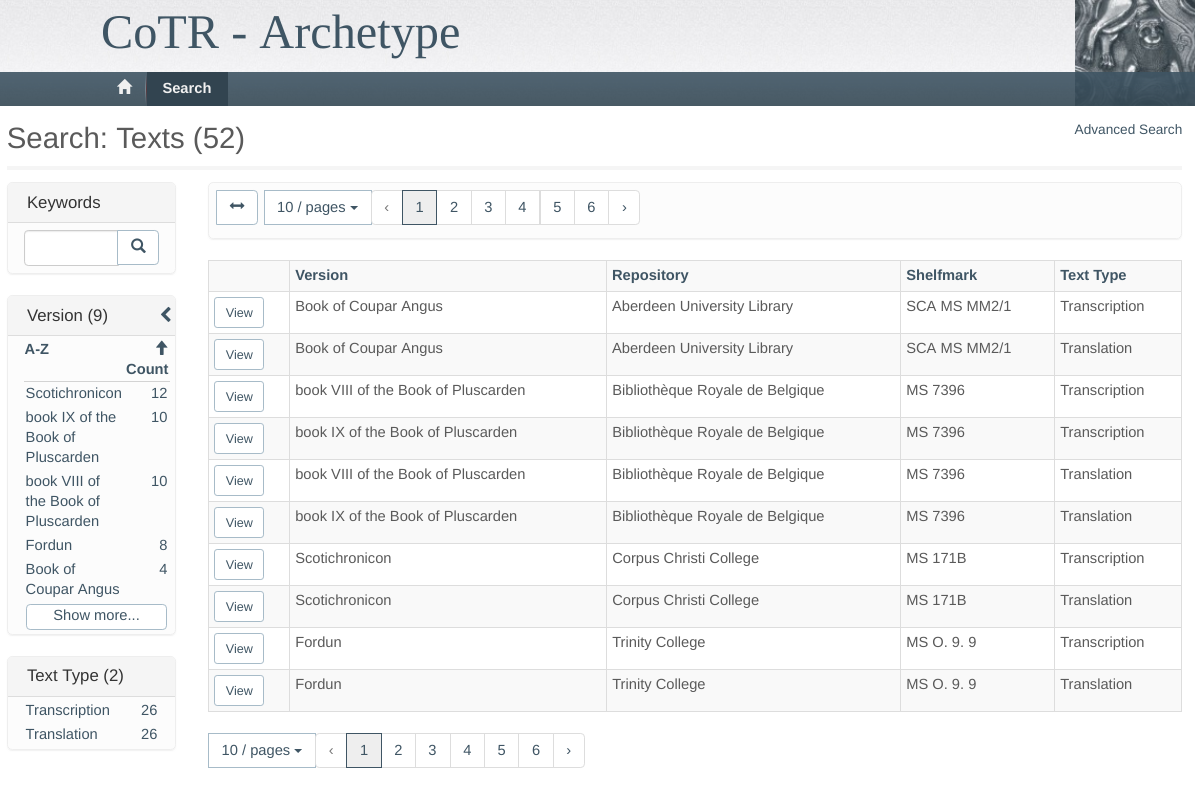 CoTR - Archetype
Search
Search: Texts (52)
Advanced Search
Keywords
Version (9)
A-Z
Count
Scotichronicon 12
book IX of the 10
Book of
Pluscarden
book VIII of 10
the Book of
Pluscarden
Fordun 8
Book of 4
Coupar Angus
Show more...
Text Type (2)
Transcription 26
Translation 26
10 / pages ‹ 1 2 3 4 5 6 ›
Version Repository Shelfmark Text Type
View Book of Coupar Angus Aberdeen University Library SCA MS MM2/1 Transcription
View Book of Coupar Angus Aberdeen University Library SCA MS MM2/1 Translation
View book VIII of the Book of Pluscarden Bibliothèque Royale de Belgique MS 7396 Transcription
View book IX of the Book of Pluscarden Bibliothèque Royale de Belgique MS 7396 Transcription
View book VIII of the Book of Pluscarden Bibliothèque Royale de Belgique MS 7396 Translation
View book IX of the Book of Pluscarden Bibliothèque Royale de Belgique MS 7396 Translation
View Scotichronicon Corpus Christi College MS 171B Transcription
View Scotichronicon Corpus Christi College MS 171B Translation
View Fordun Trinity College MS O. 9. 9 Transcription
View Fordun Trinity College MS O. 9. 9 Translation
10 / pages ‹ 1 2 3 4 5 6 ›